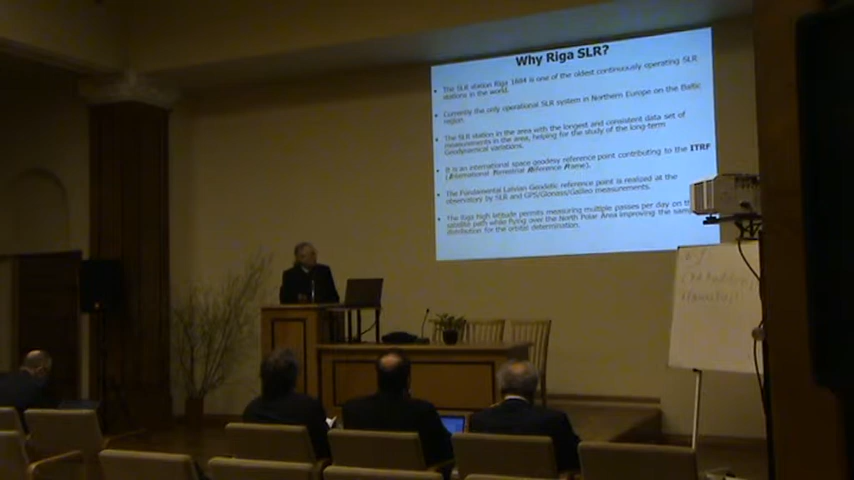 Why Riga SLR?
• The SLR station Riga 1884 is one of the oldest continuously operating SLR
stations in the world.
• Currently the only operational SLR system in Northern Europe on the Baltic
region.
• The SLR station in the area with the longest and consistent data set of
measurements in the area, helping for the study of the long-term
Geodynamical variations.
• It is an international space geodesy reference point contributing to the ITRF
(International Terrestrial Reference Frame).
• The Fundamental Latvian Geodetic reference point is realized at the
observatory by SLR and GPS/Glonass/Galileo measurements.
• The Riga high latitude permits measuring multiple passes per day on th
satellite path while flying over the North Polar Area improving the sam
distribution for the orbitic determination.